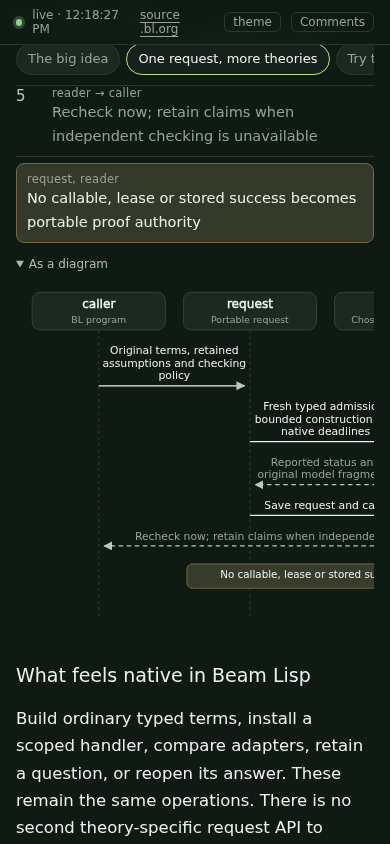 live · 12:18:27 PM
source .bl.org
theme
Comments
The big idea
One request, more theories
Try t
5
reader → caller
Recheck now; retain claims when
independent checking is unavailable
request, reader
No callable, lease or stored success becomes
portable proof authority
▼ As a diagram
caller
BL program
request
Portable request
Chos
Original terms, retained
assumptions and checking
policy
Fresh typed admissic
bounded construction
native deadlines
Reported status an
original model fragme
Save request and ca
Recheck now; retain claims when independe
No callable, lease or stored su
What feels native in Beam Lisp
Build ordinary typed terms, install a
scoped handler, compare adapters, retain
a question, or reopen its answer. These
remain the same operations. There is no
second theory-specific request API to